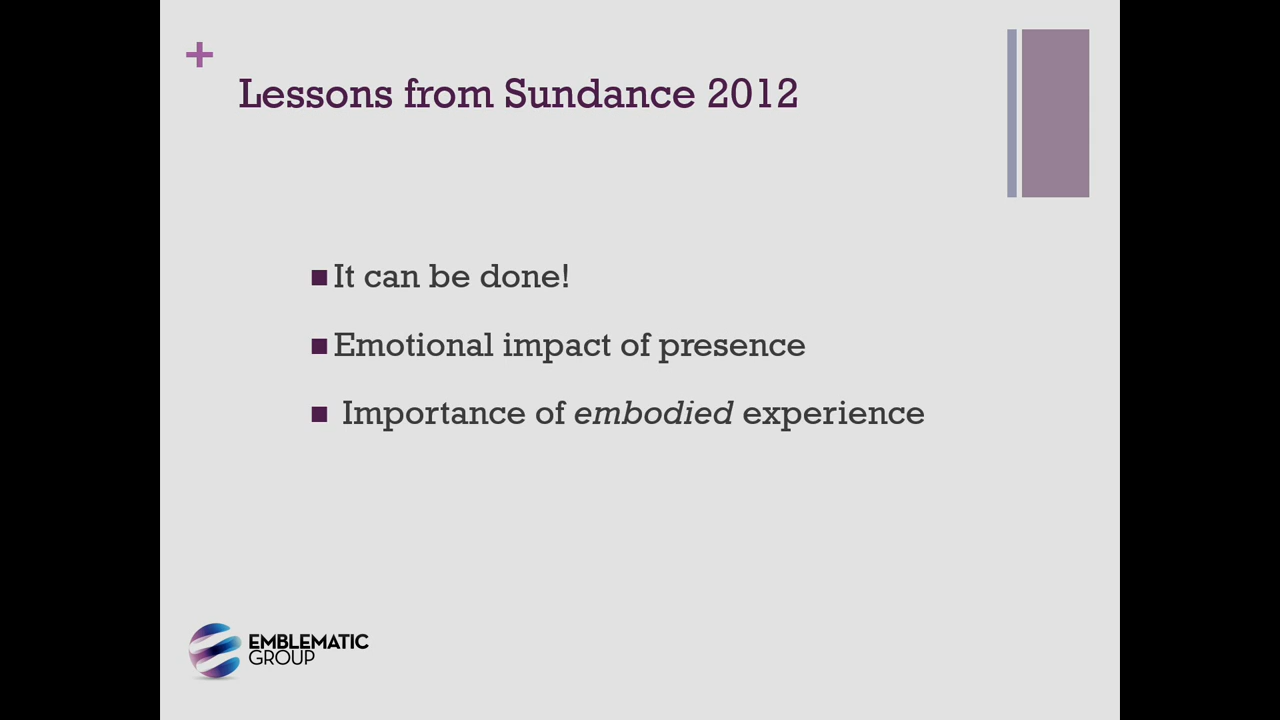 +
Lessons from Sundance 2012
■ It can be done!
■ Emotional impact of presence
■ Importance of embodied experience
EMBLEMATIC
GROUP